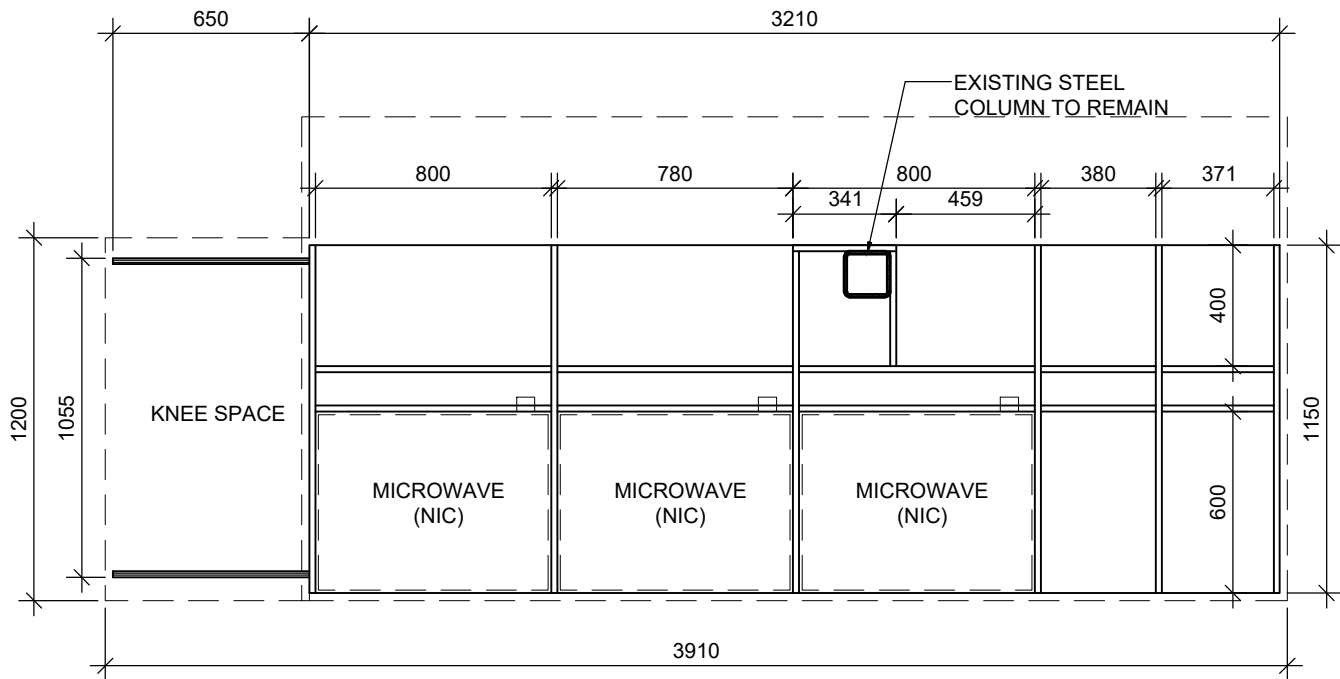 650
3210
EXISTING STEEL
COLUMN TO REMAIN
800
780
800
380
371
341
459
400
1200
1055
KNEE SPACE
1150
MICROWAVE
(NIC)
MICROWAVE
(NIC)
MICROWAVE
(NIC)
600
3910